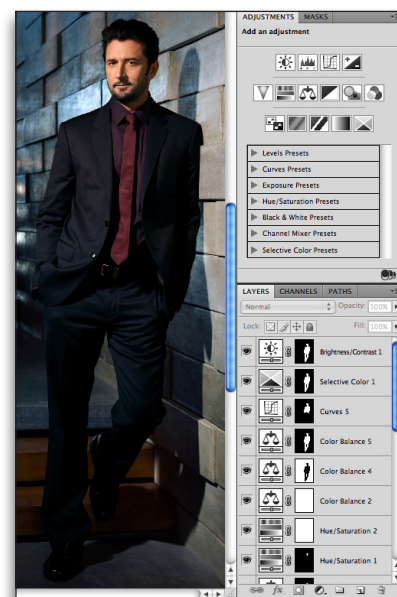 ADJUSTMENTS MASKS
Add an adjustment
Levels Presets
Curves Presets
Exposure Presets
Hue/Saturation Presets
Black & White Presets
Channel Mixer Presets
Selective Color Presets
LAYERS CHANNELS PATHS
Normal Opacity: 100%
Lock: Fill: 100%
Brightness/Contrast 1
Selective Color 1
Curves 5
Color Balance 5
Color Balance 4
Color Balance 2
Hue/Saturation 2
Hue/Saturation 1
fx